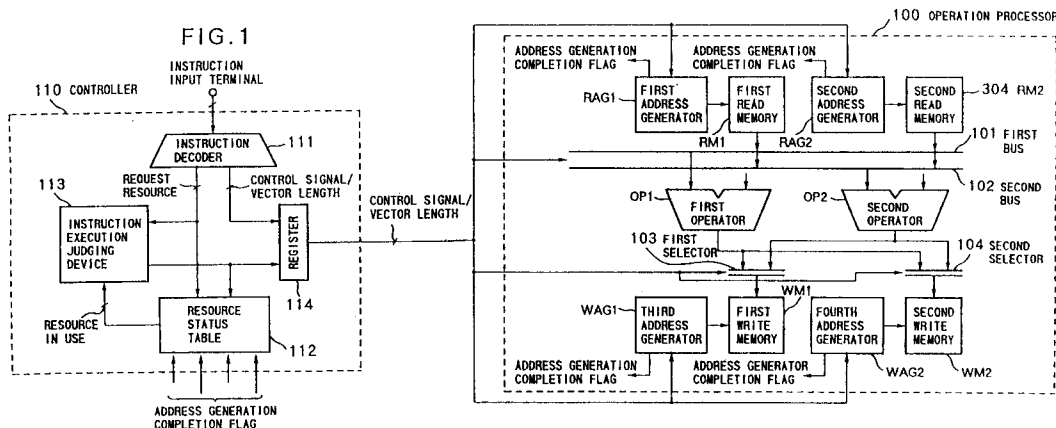 FIG.1
INSTRUCTION
INPUT TERMINAL
110 CONTROLLER
INSTRUCTION
DECODER
111
REQUEST
RESOURCE
CONTROL SIGNAL/
VECTOR LENGTH
113
INSTRUCTION
EXECUTION
JUDGING
DEVICE
REGISTER
114
RESOURCE
IN USE
RESOURCE
STATUS
TABLE
112
ADDRESS GENERATION
COMPLETION FLAG
CONTROL SIGNAL/
VECTOR LENGTH
100 OPERATION PROCESSOR
ADDRESS GENERATION
COMPLETION FLAG
ADDRESS GENERATION
COMPLETION FLAG
RAG1
FIRST
ADDRESS
GENERATOR
FIRST
READ
MEMORY
RM1
SECOND
ADDRESS
GENERATOR
RAG2
SECOND
READ
MEMORY
304 RM2
101 FIRST
BUS
102 SECOND
BUS
OP1
FIRST
OPERATOR
OP2
SECOND
OPERATOR
103 FIRST
SELECTOR
104 SECOND
SELECTOR
WAG1
THIRD
ADDRESS
GENERATOR
FIRST
WRITE
MEMORY
WM1
FOURTH
ADDRESS
GENERATOR
SECOND
WRITE
MEMORY
ADDRESS GENERATION
COMPLETION FLAG
ADDRESS GENERATOR
COMPLETION FLAG
WAG2
WM2